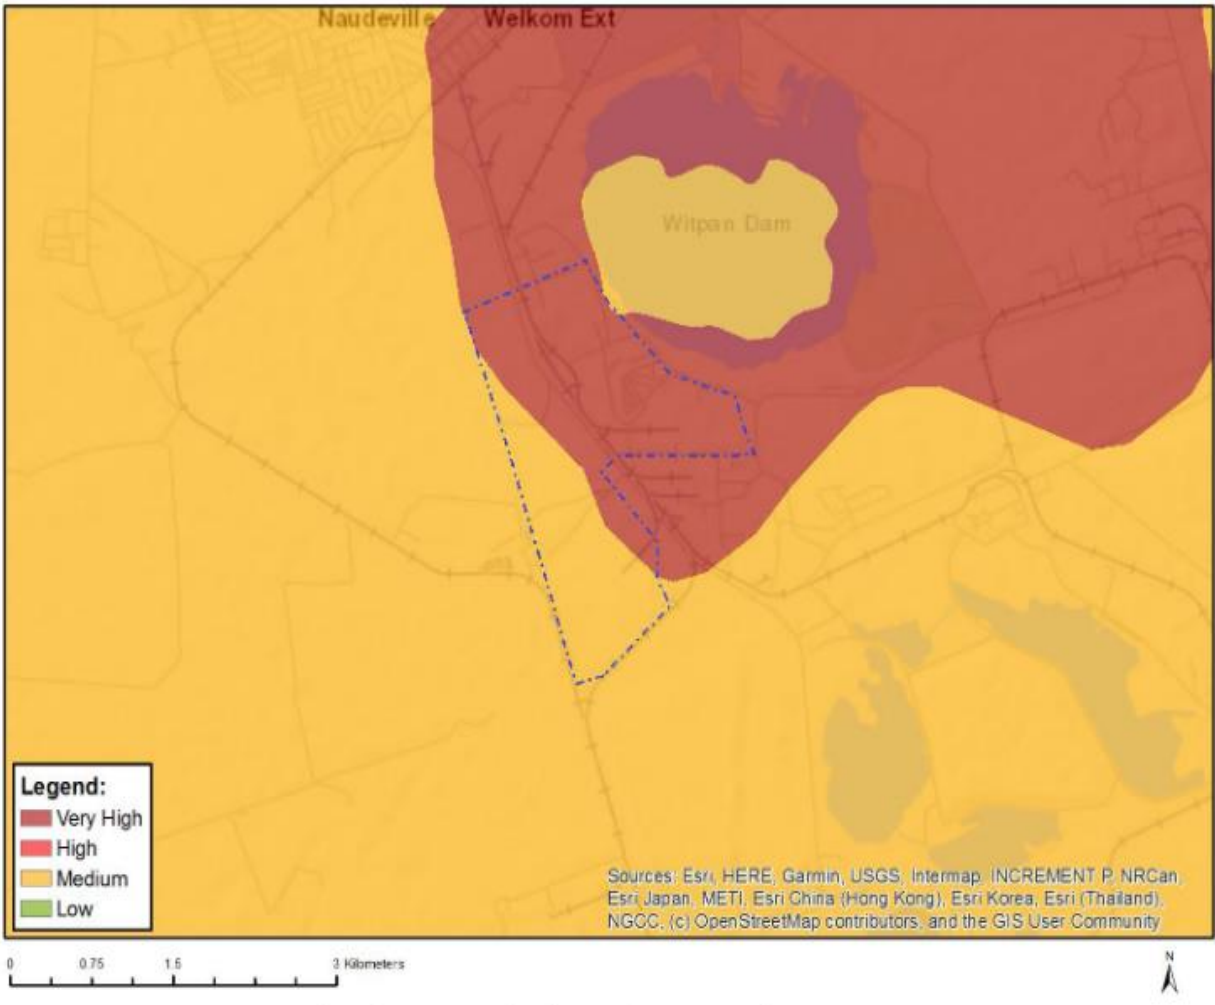 Naudeville Welkom Ext
Witpan Dam
Legend:
Very High
High
Medium
Low
Sources: Esri, HERE, Garmin, USGS, Intermap, INCREMENT P, NRCan,
Esri Japan, METI, Esri China (Hong Kong), Esri Korea, Esri (Thailand),
NGCC, (c) OpenStreetMap contributors, and the GIS User Community
0 0.75 1.5 3 Kilometers
N